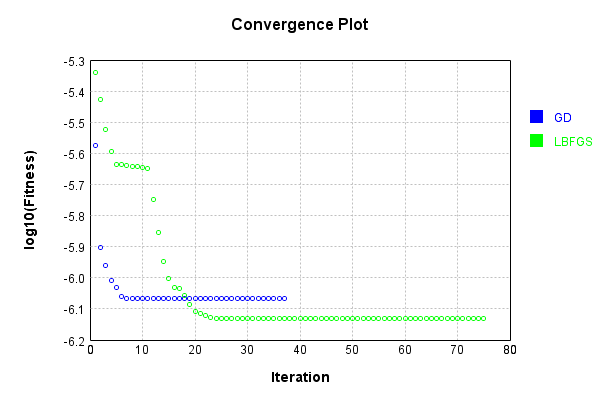 Convergence Plot
-5.3
-5.4
-5.5
-5.6
-5.7
-5.8
-5.9
-6.0
-6.1
-6.2
log10(Fitness)
0 10 20 30 40 50 60 70 80
Iteration
GD
LBFGS